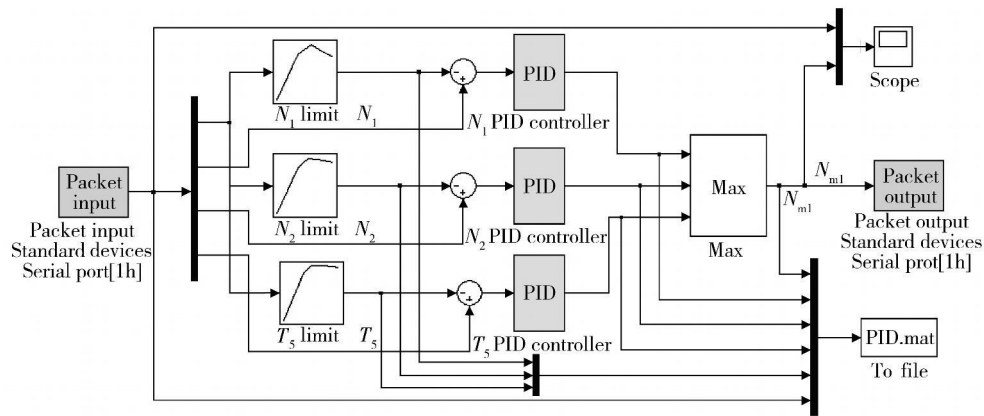 Packet
input
Packet input
Standard devices
Serial port[1h]
N1 limit
N1
PID
N1 PID controller
N2 limit
N2
PID
N2 PID controller
T5 limit
T5
PID
T5 PID controller
Max
Max
Nm1
Nm1
Scope
Packet
output
Packet output
Standard devices
Serial prot[1h]
PID.mat
To file